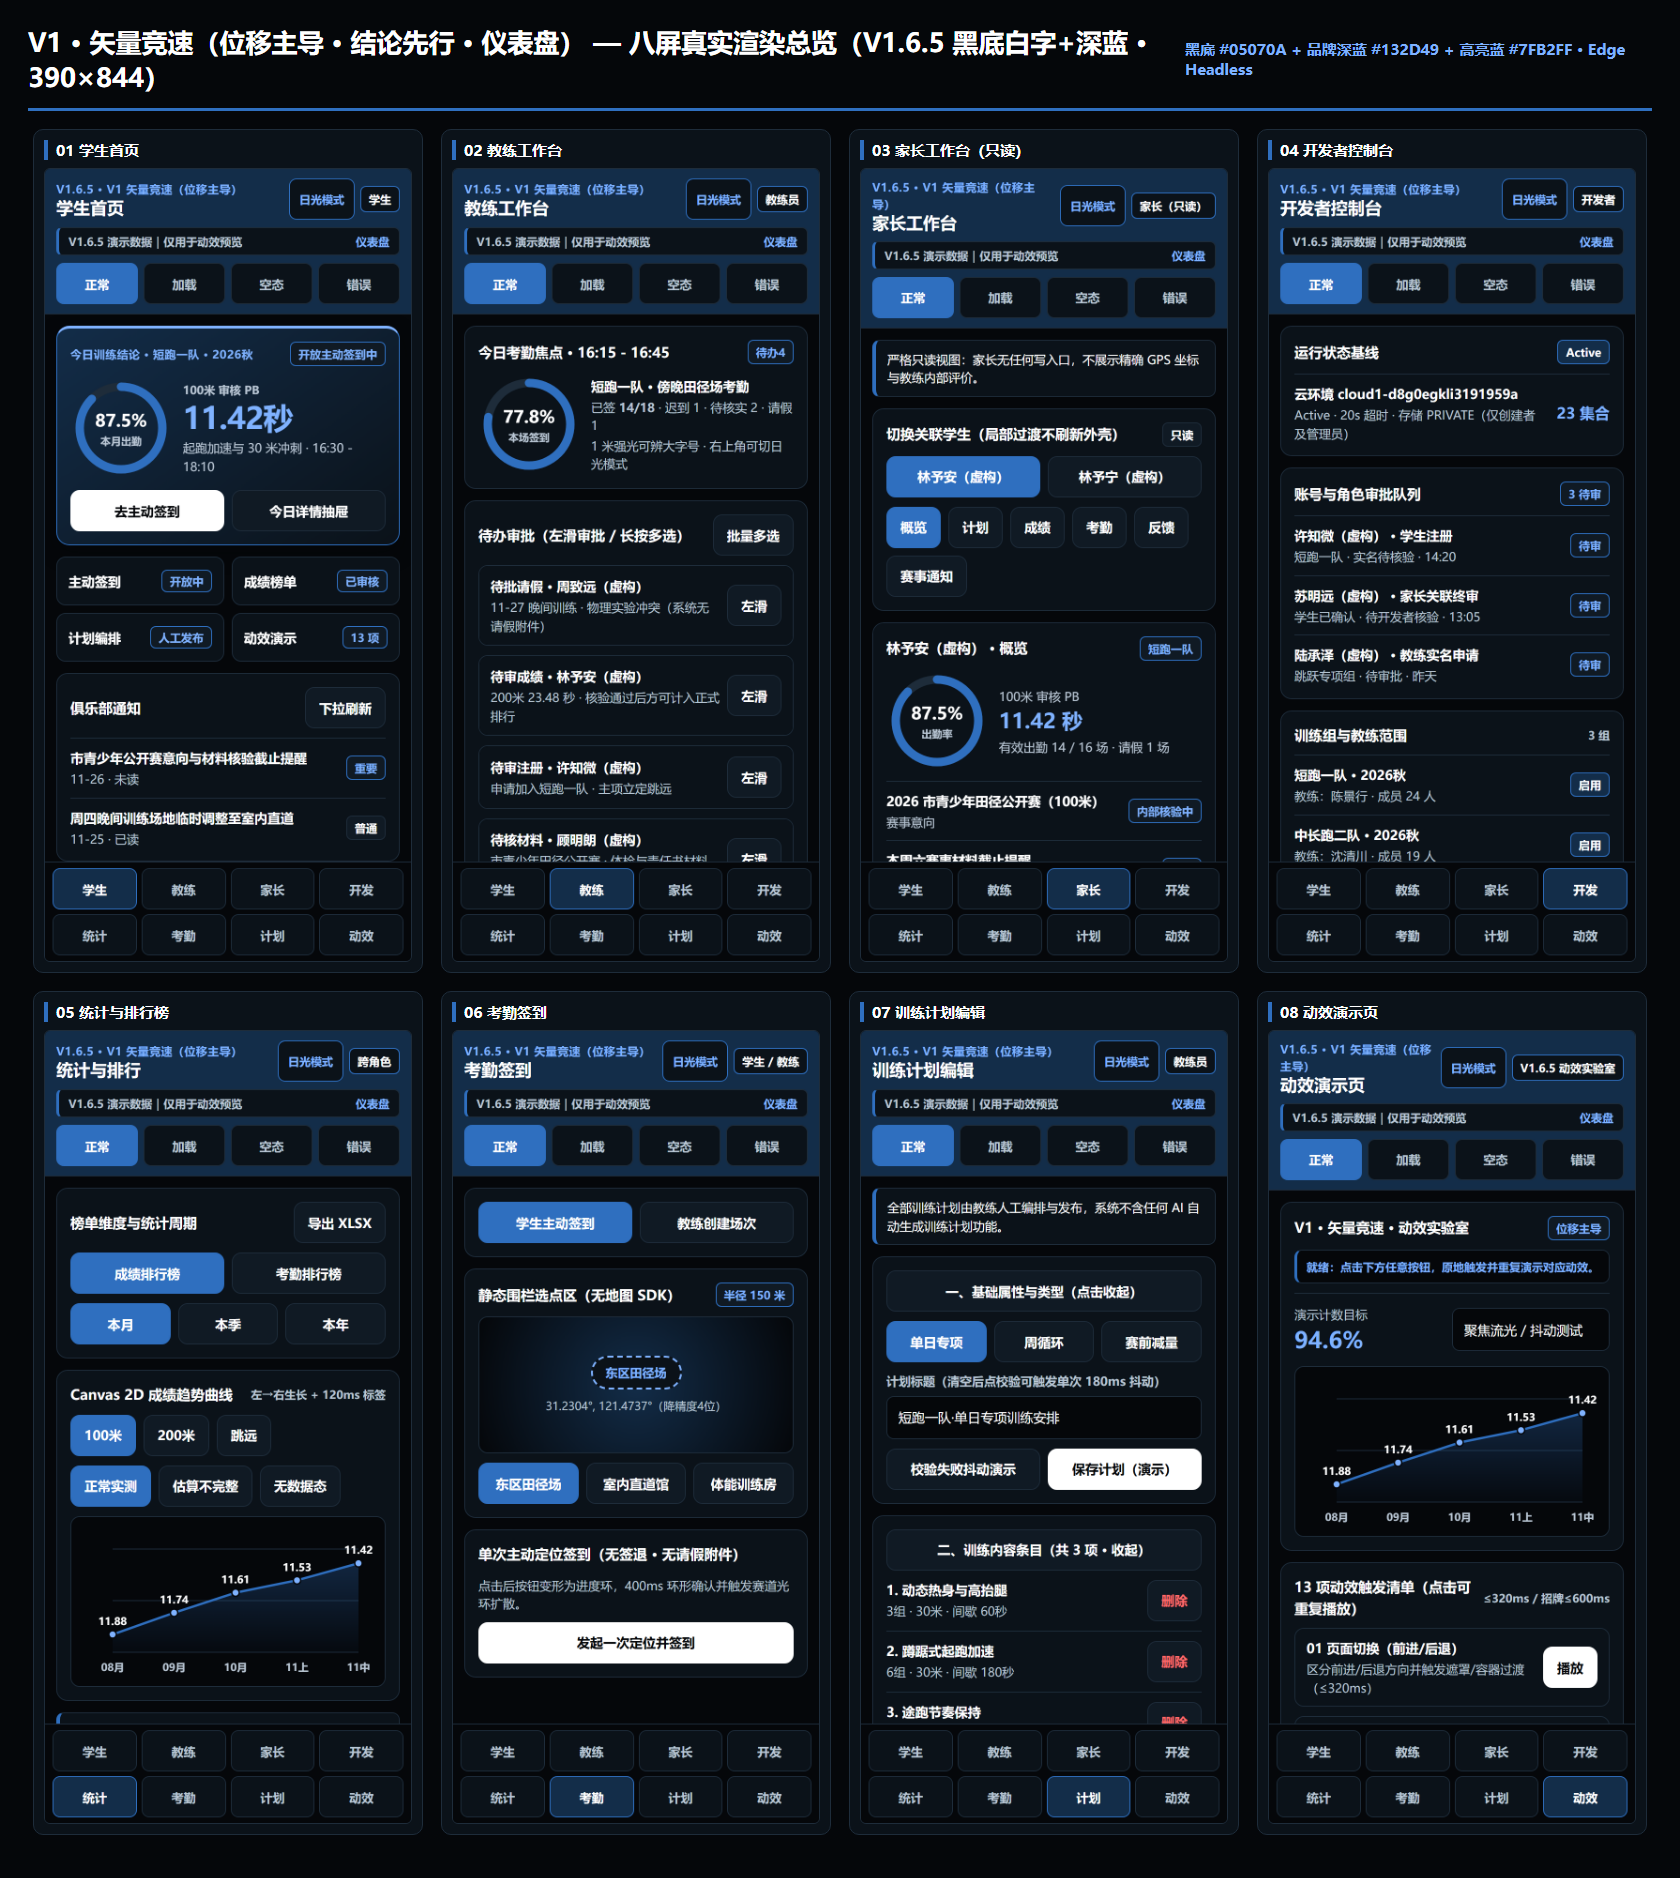 V1 • 矢量竞速（位移主导 • 结论先行 • 仪表盘） — 八屏真实渲染总览（V1.6.5 黑底白字+深蓝 •
390×844）
黑底 #05070A + 品牌深蓝 #132D49 + 高亮蓝 #7FB2FF • Edge
Headless
01 学生首页
V1.6.5 • V1 矢量竞速（位移主导）
学生首页
日光模式
学生
V1.6.5 演示数据 | 仅用于动效预览
仪表盘
正常
加载
空态
错误
今日训练结论 • 短跑一队 • 2026秋
开放主动签到中
87.5%
本月出勤
100米 审核 PB
11.42秒
起跑加速与 30 米冲刺 · 16:30 -
18:10
去主动签到
今日详情抽屉
主动签到
开放中
成绩榜单
已审核
计划编排
人工发布
动效演示
13 项
俱乐部通知
下拉刷新
市青少年公开赛意向与材料核验截止提醒
11-26 · 未读
重要
周四晚间训练场地临时调整至室内直道
11-25 · 已读
普通
学生
教练
家长
开发
统计
考勤
计划
动效
02 教练工作台
V1.6.5 • V1 矢量竞速（位移主导）
教练工作台
日光模式
教练员
V1.6.5 演示数据 | 仅用于动效预览
仪表盘
正常
加载
空态
错误
今日考勤焦点 • 16:15 - 16:45
待办4
77.8%
本场签到
短跑一队 • 傍晚田径场考勤
已签 14/18 · 迟到 1 · 待核实 2 · 请假
1
1 米强光可辨大字号 · 右上角可切日
光模式
待办审批（左滑审批 / 长按多选）
批量多选
待批请假 • 周致远（虚构）
11-27 晚间训练 · 物理实验冲突（系统无
请假附件）
左滑
待审成绩 • 林予安（虚构）
200米 23.48 秒 · 核验通过后方可计入正式
排行
左滑
待审注册 • 许知微（虚构）
申请加入短跑一队 · 主项立定跳远
左滑
待核材料 • 顾明朗（虚构）
市青少年田径公开赛 · 体检与责任书材料
左滑
学生
教练
家长
开发
统计
考勤
计划
动效
03 家长工作台（只读）
V1.6.5 • V1 矢量竞速（位移主
导）
家长工作台
日光模式
家长（只读）
V1.6.5 演示数据 | 仅用于动效预览
仪表盘
正常
加载
空态
错误
严格只读视图：家长无任何写入口，不展示精确 GPS 坐标
与教练内部评价。
切换关联学生（局部过渡不刷新外壳）
只读
林予安（虚构）
林予宁（虚构）
概览
计划
成绩
考勤
反馈
赛事通知
林予安（虚构） • 概览
短跑一队
87.5%
出勤率
100米 审核 PB
11.42 秒
有效出勤 14 / 16 场 · 请假 1 场
2026 市青少年田径公开赛（100米）
赛事意向
内部核验中
本周六赛事材料截止提醒
学生
教练
家长
开发
统计
考勤
计划
动效
04 开发者控制台
V1.6.5 • V1 矢量竞速（位移主导）
开发者控制台
日光模式
开发者
V1.6.5 演示数据 | 仅用于动效预览
仪表盘
正常
加载
空态
错误
运行状态基线
Active
云环境 cloud1-d8g0egkli3191959a
Active · 20s 超时 · 存储 PRIVATE（仅创建者
及管理员）
23 集合
账号与角色审批队列
3 待审
许知微（虚构） • 学生注册
短跑一队 · 实名待核验 · 14:20
待审
苏明远（虚构） • 家长关联终审
学生已确认 · 待开发者核验 · 13:05
待审
陆承泽（虚构） • 教练实名申请
跳跃专项组 · 待审批 · 昨天
待审
训练组与教练范围
3 组
短跑一队 • 2026秋
教练：陈景行 · 成员 24 人
启用
中长跑二队 • 2026秋
教练：沈清川 · 成员 19 人
启用
学生
教练
家长
开发
统计
考勤
计划
动效
05 统计与排行榜
V1.6.5 • V1 矢量竞速（位移主导）
统计与排行
日光模式
跨角色
V1.6.5 演示数据 | 仅用于动效预览
仪表盘
正常
加载
空态
错误
榜单维度与统计周期
导出 XLSX
成绩排行榜
考勤排行榜
本月
本季
本年
Canvas 2D 成绩趋势曲线
左→右生长 + 120ms 标签
100米
200米
跳远
正常实测
估算不完整
无数据态
11.88
11.74
11.61
11.53
11.42
08月
09月
10月
11上
11中
学生
教练
家长
开发
统计
考勤
计划
动效
06 考勤签到
V1.6.5 • V1 矢量竞速（位移主导）
考勤签到
日光模式
学生 / 教练
V1.6.5 演示数据 | 仅用于动效预览
仪表盘
正常
加载
空态
错误
学生主动签到
教练创建场次
静态围栏选点区（无地图 SDK）
半径 150 米
东区田径场
31.2304°, 121.4737°（降精度4位）
东区田径场
室内直道馆
体能训练房
单次主动定位签到（无签退 • 无请假附件）
点击后按钮变形为进度环，400ms 环形确认并触发赛道光
环扩散。
发起一次定位并签到
学生
教练
家长
开发
统计
考勤
计划
动效
07 训练计划编辑
V1.6.5 • V1 矢量竞速（位移主导）
训练计划编辑
日光模式
教练员
V1.6.5 演示数据 | 仅用于动效预览
仪表盘
正常
加载
空态
错误
全部训练计划由教练人工编排与发布，系统不含任何 AI 自
动生成训练计划功能。
一、基础属性与类型（点击收起）
单日专项
周循环
赛前减量
计划标题（清空后点校验可触发单次 180ms 抖动）
短跑一队·单日专项训练安排
校验失败抖动演示
保存计划（演示）
二、训练内容条目（共 3 项 • 收起）
1. 动态热身与高抬腿
3组 · 30米 · 间歇 60秒
删除
2. 蹲踞式起跑加速
6组 · 30米 · 间歇 180秒
删除
3. 途跑节奏保持
删除
学生
教练
家长
开发
统计
考勤
计划
动效
08 动效演示页
V1.6.5 • V1 矢量竞速（位移
主导）
动效演示页
日光模式
V1.6.5 动效实验室
V1.6.5 演示数据 | 仅用于动效预览
仪表盘
正常
加载
空态
错误
V1 • 矢量竞速 • 动效实验室
位移主导
就绪：点击下方任意按钮，原地触发并重复演示对应动效。
演示计数目标
94.6%
聚焦流光 / 抖动测试
11.88
11.74
11.61
11.53
11.42
08月
09月
10月
11上
11中
13 项动效触发清单（点击可
重复播放）
≤320ms / 招牌≤600ms
01 页面切换（前进/后退）
区分前进/后退方向并触发遮罩/容器过渡
（≤320ms）
播放
学生
教练
家长
开发
统计
考勤
计划
动效